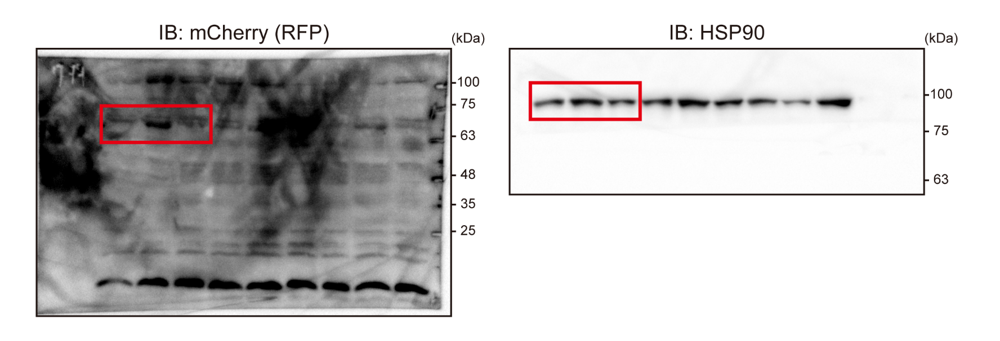 IB: mCherry (RFP)
(kDa)
100
75
63
48
35
25
IB: HSP90
(kDa)
100
75
63